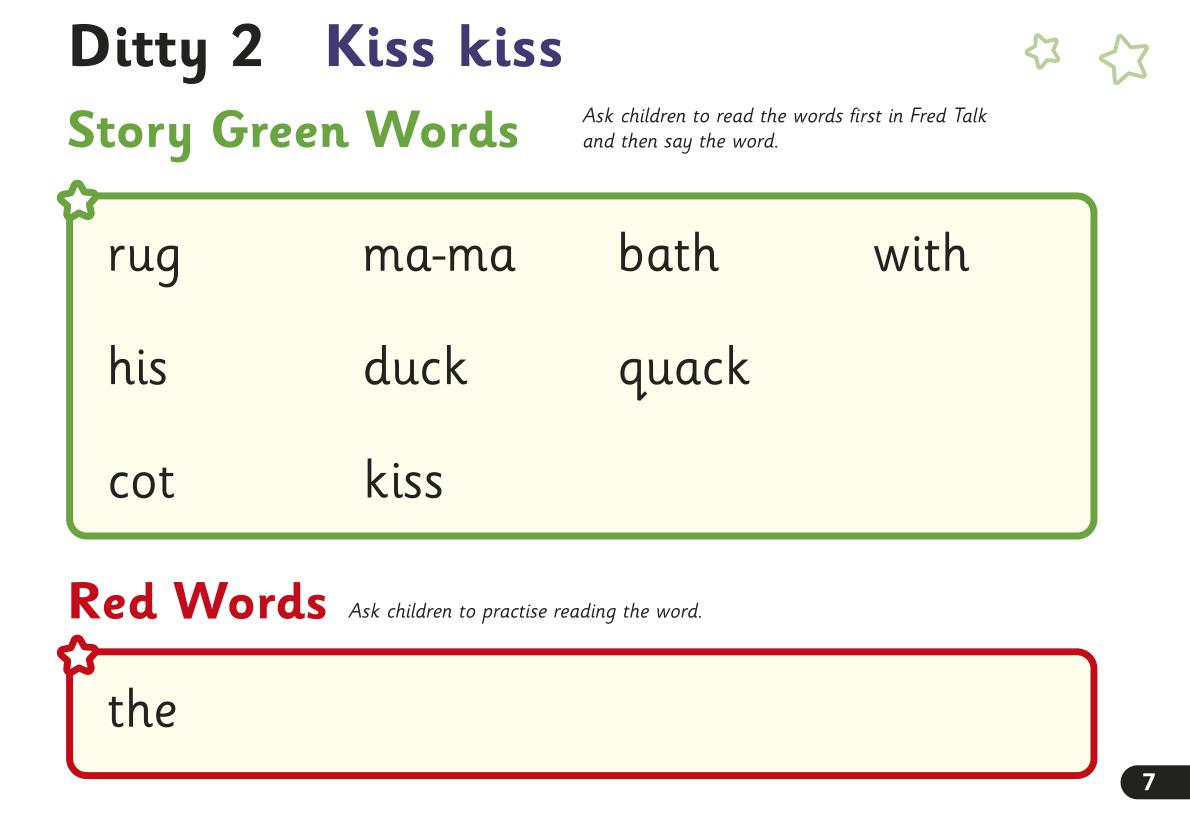 Ditty 2 Kiss kiss
Story Green Words
Ask children to read the words first in Fred Talk
and then say the word.
rug ma-ma bath with
his duck quack
cot kiss
Red Words Ask children to practise reading the word.
the
7